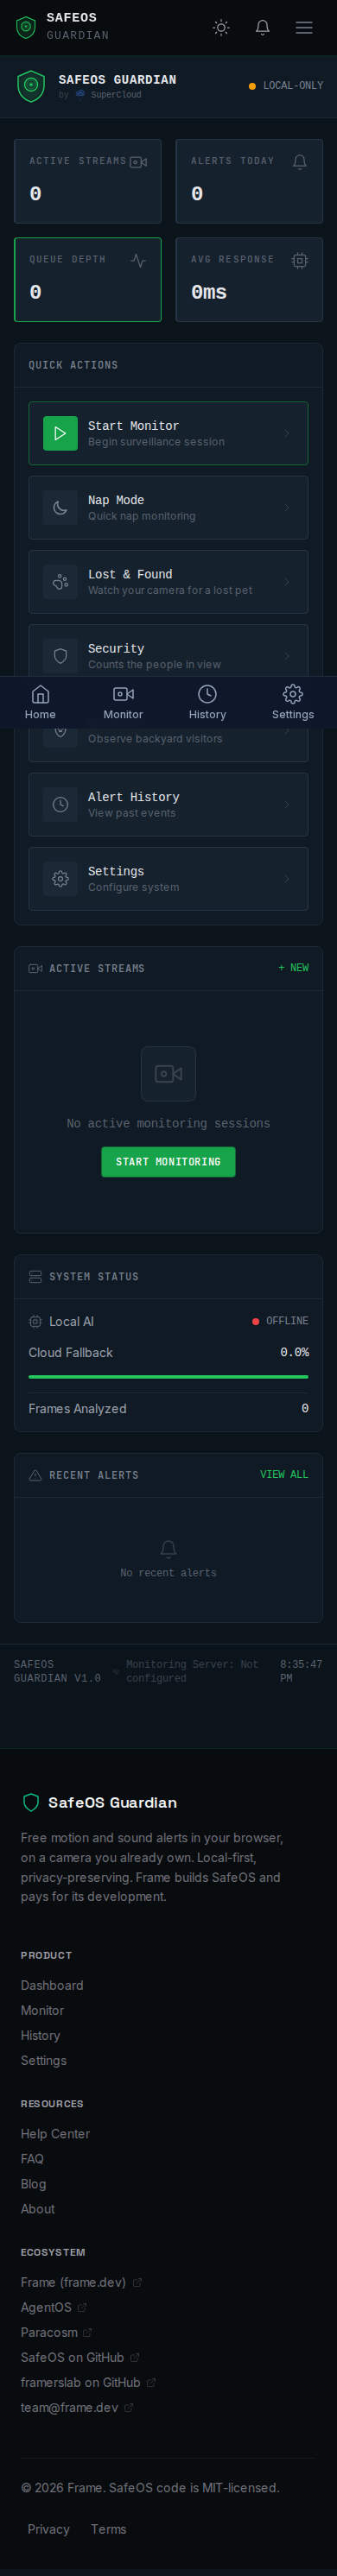 SAFEOS
GUARDIAN
SAFEOS GUARDIAN
by SuperCloud
LOCAL-ONLY
ACTIVE STREAMS
0
ALERTS TODAY
0
QUEUE DEPTH
0
AVG RESPONSE
0ms
QUICK ACTIONS
Start Monitor
Begin surveillance session
Nap Mode
Quick nap monitoring
Lost & Found
Watch your camera for a lost pet
Security
Counts the people in view
Home
Monitor
History
Settings
Observe backyard visitors
Alert History
View past events
Settings
Configure system
ACTIVE STREAMS
+ NEW
No active monitoring sessions
START MONITORING
SYSTEM STATUS
Local AI
OFFLINE
Cloud Fallback
0.0%
Frames Analyzed
0
RECENT ALERTS
VIEW ALL
No recent alerts
SAFEOS
GUARDIAN V1.0
Monitoring Server: Not
configured
8:35:47
PM
SafeOS Guardian
Free motion and sound alerts in your browser,
on a camera you already own. Local-first,
privacy-preserving. Frame builds SafeOS and
pays for its development.
PRODUCT
Dashboard
Monitor
History
Settings
RESOURCES
Help Center
FAQ
Blog
About
ECOSYSTEM
Frame (frame.dev)
AgentOS
Paracosm
SafeOS on GitHub
framerslab on GitHub
team@frame.dev
© 2026 Frame. SafeOS code is MIT-licensed.
Privacy
Terms